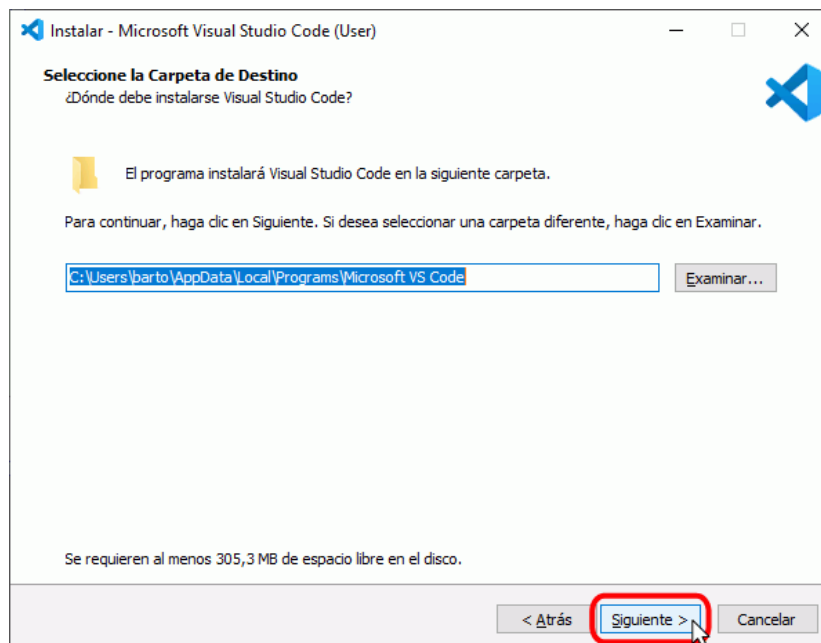 Instalar - Microsoft Visual Studio Code (User)
Seleccione la Carpeta de Destino
¿Dónde debe instalarse Visual Studio Code?
El programa instalará Visual Studio Code en la siguiente carpeta.
Para continuar, haga clic en Siguiente. Si desea seleccionar una carpeta diferente, haga clic en Examinar.
C:\Users\barto\AppData\Local\Programs\Microsoft VS Code
Examinar...
Se requieren al menos 305,3 MB de espacio libre en el disco.
< Atrás
Siguiente >
Cancelar